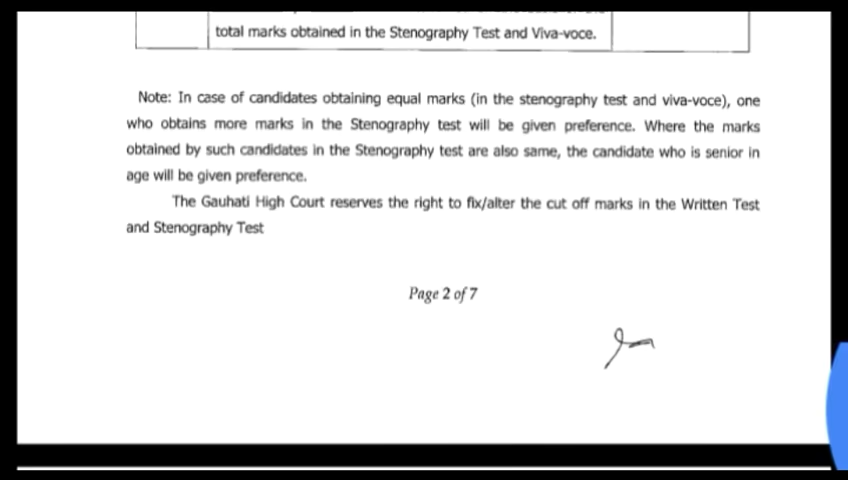 total marks obtained in the Stenography Test and Viva-voce.
Note: In case of candidates obtaining equal marks (in the stenography test and viva-voce), one
who obtains more marks in the Stenography test will be given preference. Where the marks
obtained by such candidates in the Stenography test are also same, the candidate who is senior in
age will be given preference.
The Gauhati High Court reserves the right to fix/alter the cut off marks in the Written Test
and Stenography Test
Page 2 of 7